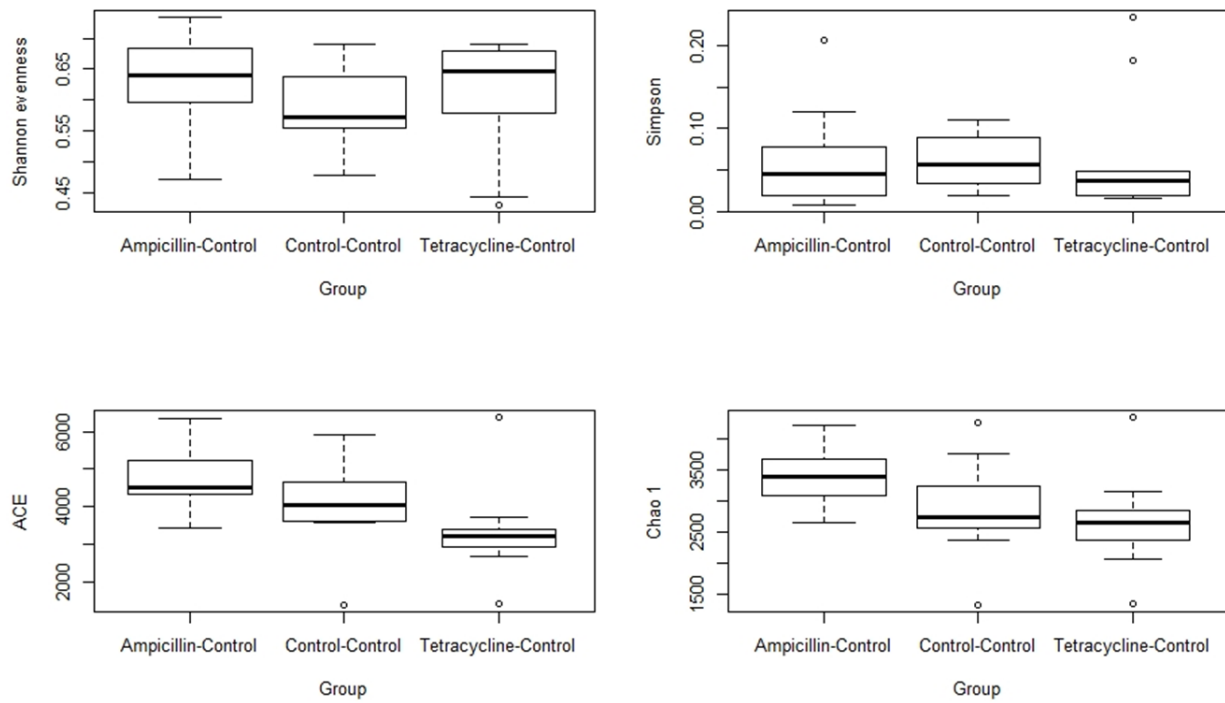 Shannon evenness
0.65
0.55
0.45
Ampicillin-Control Control-Control Tetracycline-Control
Group
Simpson
0.20
0.10
0.00
Ampicillin-Control Control-Control Tetracycline-Control
Group
ACE
6000
4000
2000
Ampicillin-Control Control-Control Tetracycline-Control
Group
Chao 1
3500
2500
1500
Ampicillin-Control Control-Control Tetracycline-Control
Group